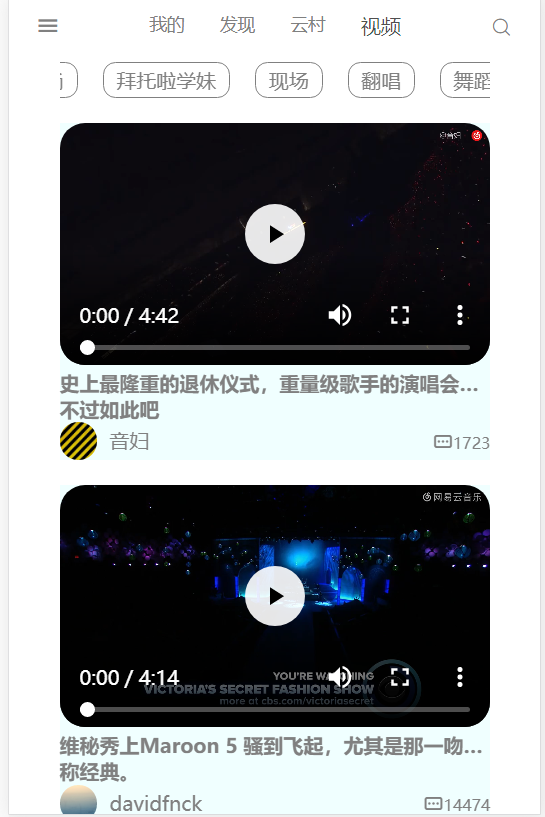 我的 发现 云村 视频
拜托啦学妹 现场 翻唱 舞蹈
@音妇
0:00 / 4:42
史上最隆重的退休仪式，重量级歌手的演唱会…
不过如此吧
音妇 1723
网易云音乐
0:00 / 4:14
YOU'RE WATCHING
VICTORIA'S SECRET FASHION SHOW
more at cbs.com/victoriasecret
维秘秀上Maroon 5 骚到飞起，尤其是那一吻…
称经典。
davidfnck 14474